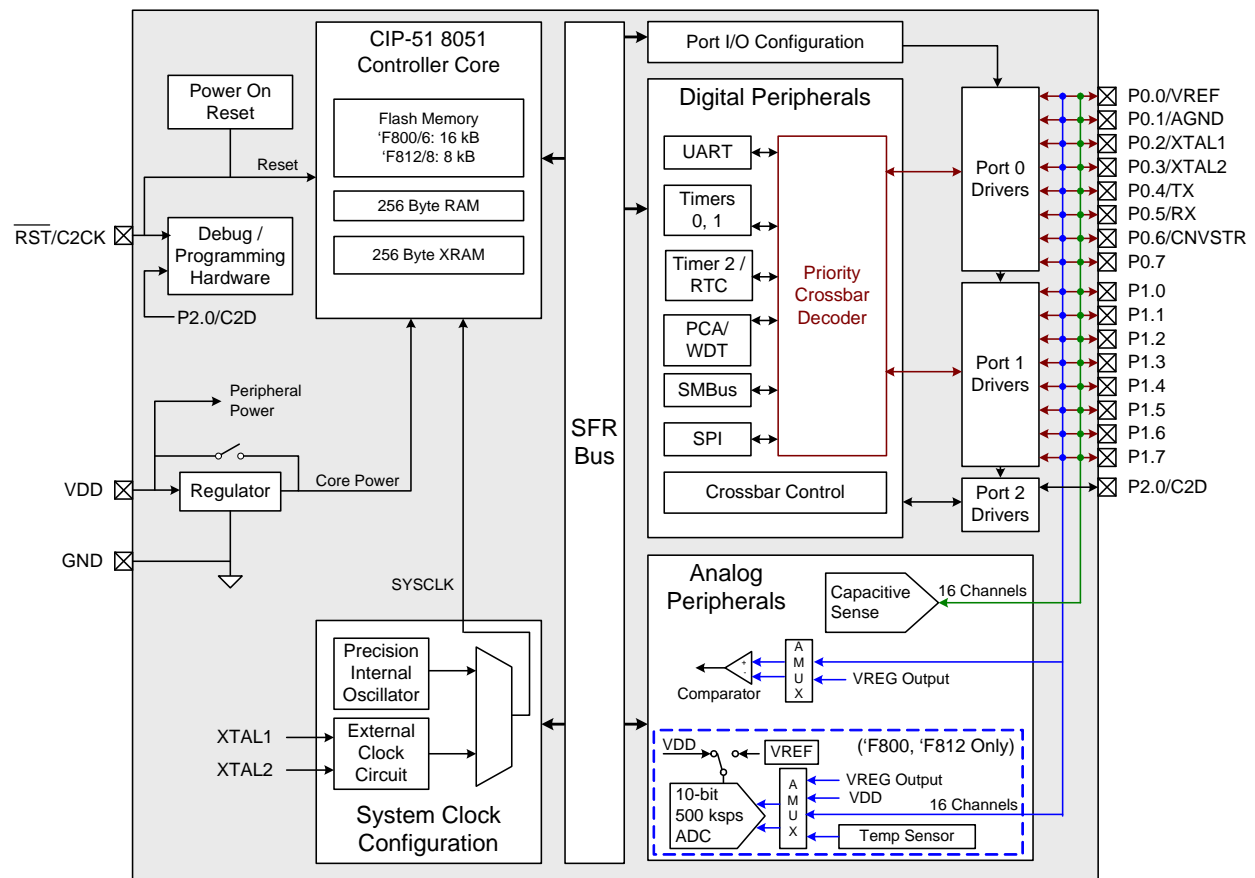 CIP-51 8051
Controller Core
Flash Memory
‘F800/6: 16 kB
‘F812/8: 8 kB
256 Byte RAM
256 Byte XRAM
Power On
Reset
Reset
RST/C2CK
Debug /
Programming
Hardware
P2.0/C2D
Peripheral
Power
VDD
Regulator
Core Power
GND
SYSCLK
Precision
Internal
Oscillator
XTAL1
XTAL2
External
Clock
Circuit
System Clock
Configuration
SFR
Bus
Port I/O Configuration
Digital Peripherals
UART
Timers
0, 1
Timer 2 /
RTC
PCA/
WDT
SMBus
SPI
Priority
Crossbar
Decoder
Crossbar Control
Port 0
Drivers
Port 1
Drivers
Port 2
Drivers
P0.0/VREF
P0.1/AGND
P0.2/XTAL1
P0.3/XTAL2
P0.4/TX
P0.5/RX
P0.6/CNVSTR
P0.7
P1.0
P1.1
P1.2
P1.3
P1.4
P1.5
P1.6
P1.7
P2.0/C2D
Analog
Peripherals
Capacitive
Sense
16 Channels
+
-
Comparator
AMUX
VREG Output
(‘F800, ‘F812 Only)
VDD
VREF
10-bit
500 ksps
ADC
AMUX
VREG Output
VDD
16 Channels
Temp Sensor